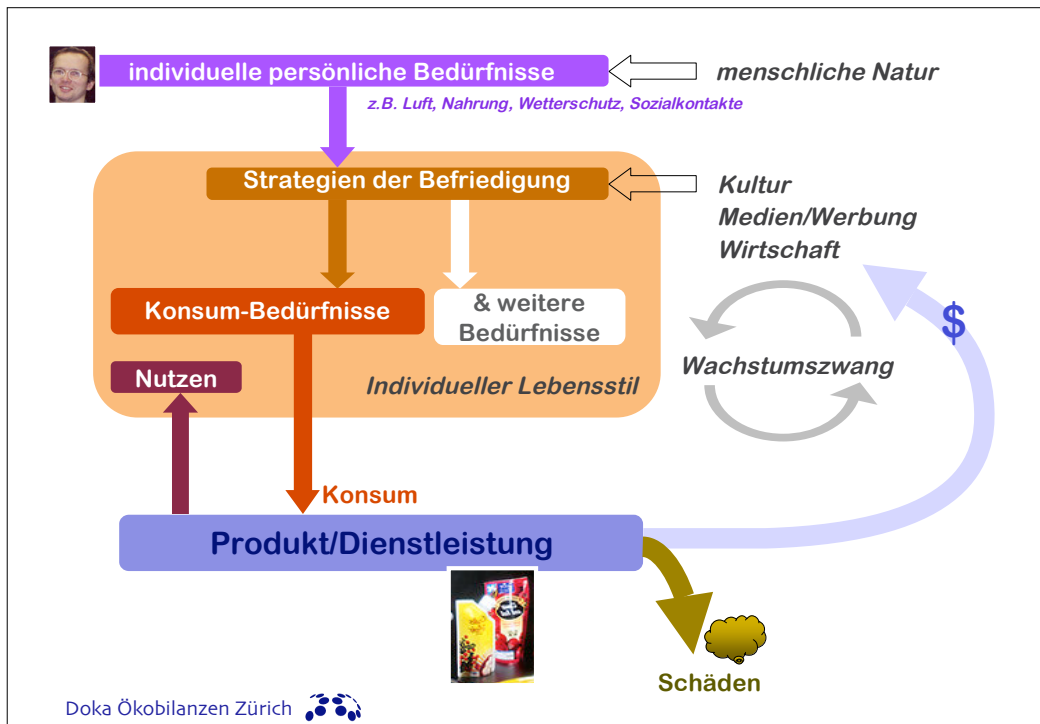 individuelle persönliche Bedürfnisse
menschliche Natur
z.B. Luft, Nahrung, Wetterschutz, Sozialkontakte
Strategien der Befriedigung
Kultur
Medien/Werbung
Wirtschaft
Konsum-Bedürfnisse
& weitere
Bedürfnisse
$
Wachstumszwang
Nutzen
Individueller Lebensstil
Konsum
Produkt/Dienstleistung
Schäden
Doka Ökobilanzen Zürich